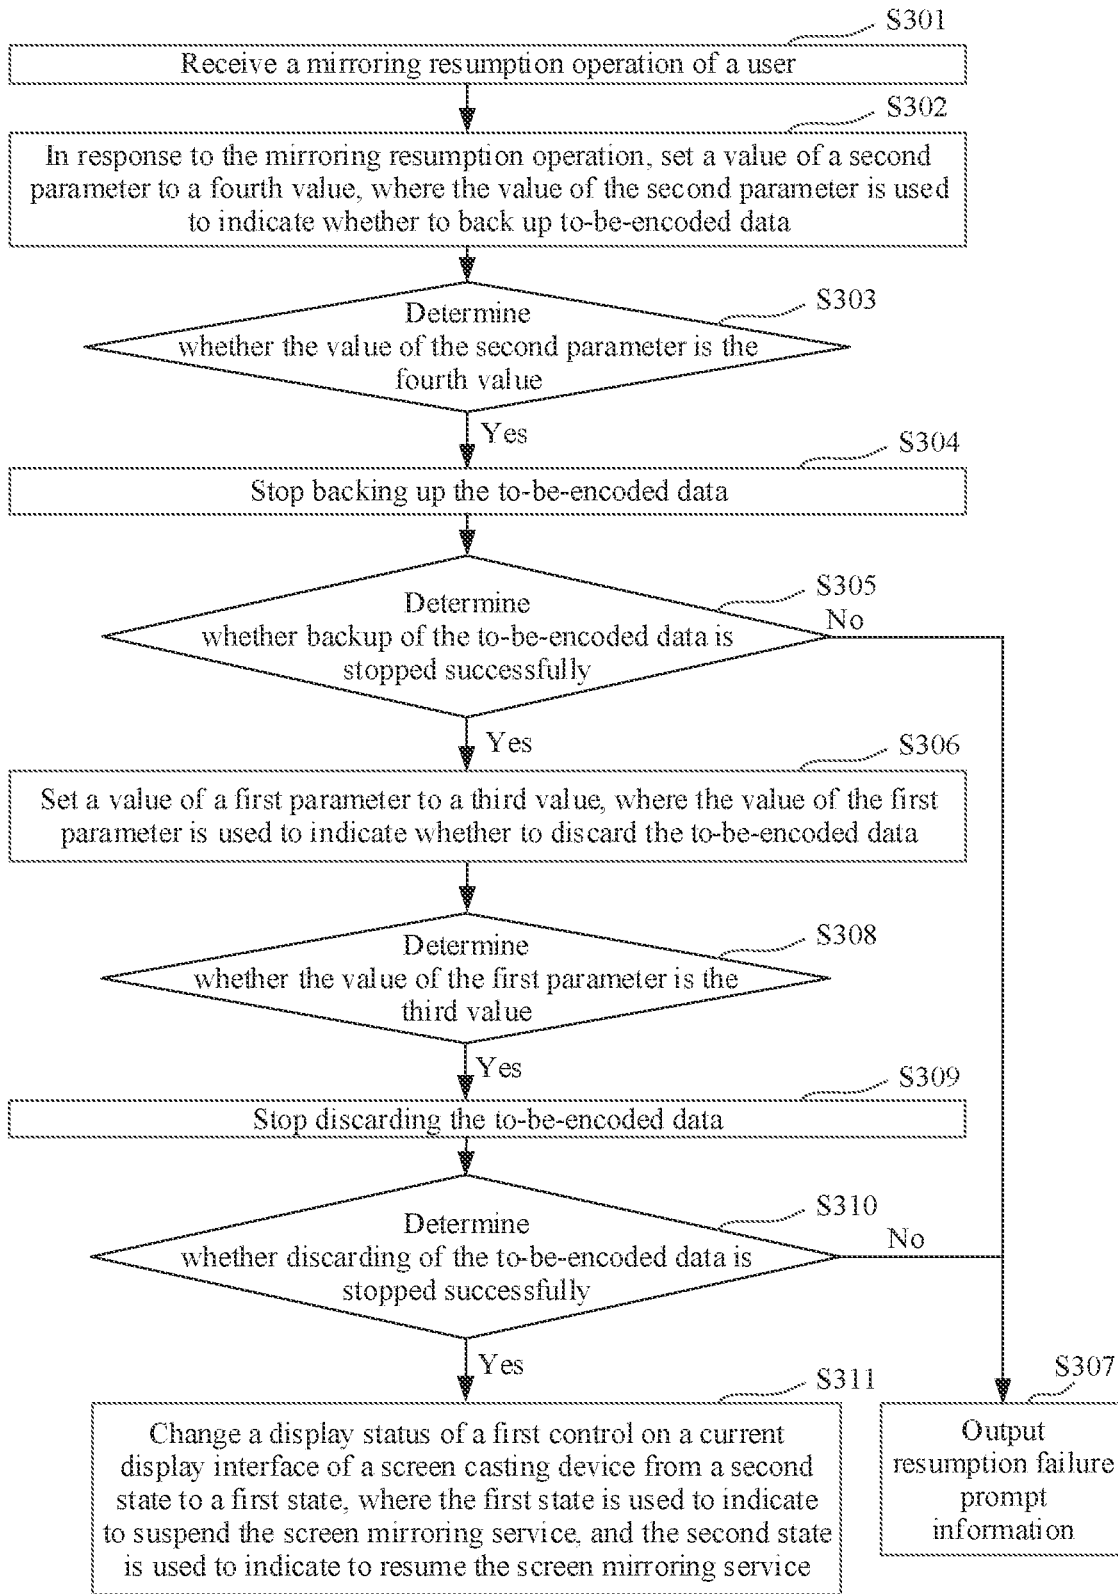 S301
Receive a mirroring resumption operation of a user
S302
In response to the mirroring resumption operation, set a value of a second
parameter to a fourth value, where the value of the second parameter is used
to indicate whether to back up to-be-encoded data
S303
Determine
whether the value of the second parameter is the
fourth value
Yes
S304
Stop backing up the to-be-encoded data
S305
Determine
whether backup of the to-be-encoded data is
stopped successfully
No
Yes
S306
Set a value of a first parameter to a third value, where the value of the first
parameter is used to indicate whether to discard the to-be-encoded data
S308
Determine
whether the value of the first parameter is the
third value
Yes
S309
Stop discarding the to-be-encoded data
S310
Determine
whether discarding of the to-be-encoded data is
stopped successfully
No
Yes
S311
Change a display status of a first control on a current
display interface of a screen casting device from a second
state to a first state, where the first state is used to indicate
to suspend the screen mirroring service, and the second state
is used to indicate to resume the screen mirroring service
S307
Output
resumption failure
prompt
information